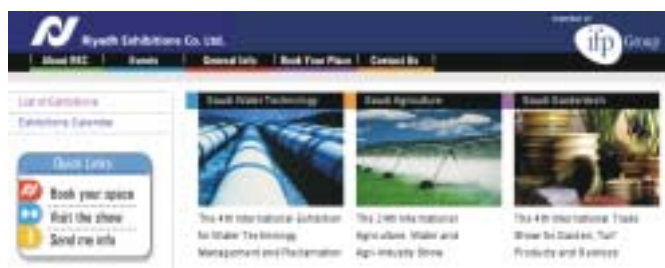 Riyadh Exhibitions Co. Ltd.
ifp Group
About REC
Events
General Info
Book Your Place
Contact Us
List of Exhibitions
Exhibitions Calendar
Quick Links
Book your space
Visit the show
Send me info
Saudi Water Technology
The 4th International Exhibition
for Water Technology,
Management and Reclamation
Saudi Agriculture
The 24th International
Agriculture, Water and
Agri-Industry Show
Saudi Gardentech
The 4th International Trade
Show for Garden, Turf
Products and Services